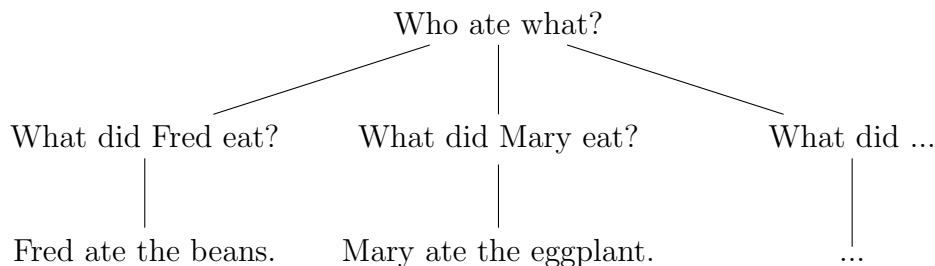 Who ate what?
What did Fred eat? What did Mary eat? What did ...
Fred ate the beans. Mary ate the eggplant. ...